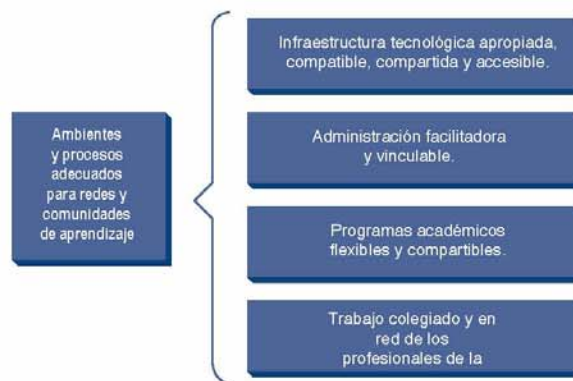 Ambientes
y procesos
adecuados
para redes y
comunidades
de aprendizaje
Infraestructura tecnológica apropiada,
compatible, compartida y accesible.
Administración facilitadora
y vinculable.
Programas académicos
flexibles y compartibles.
Trabajo colegiado y en
red de los
profesionales de la